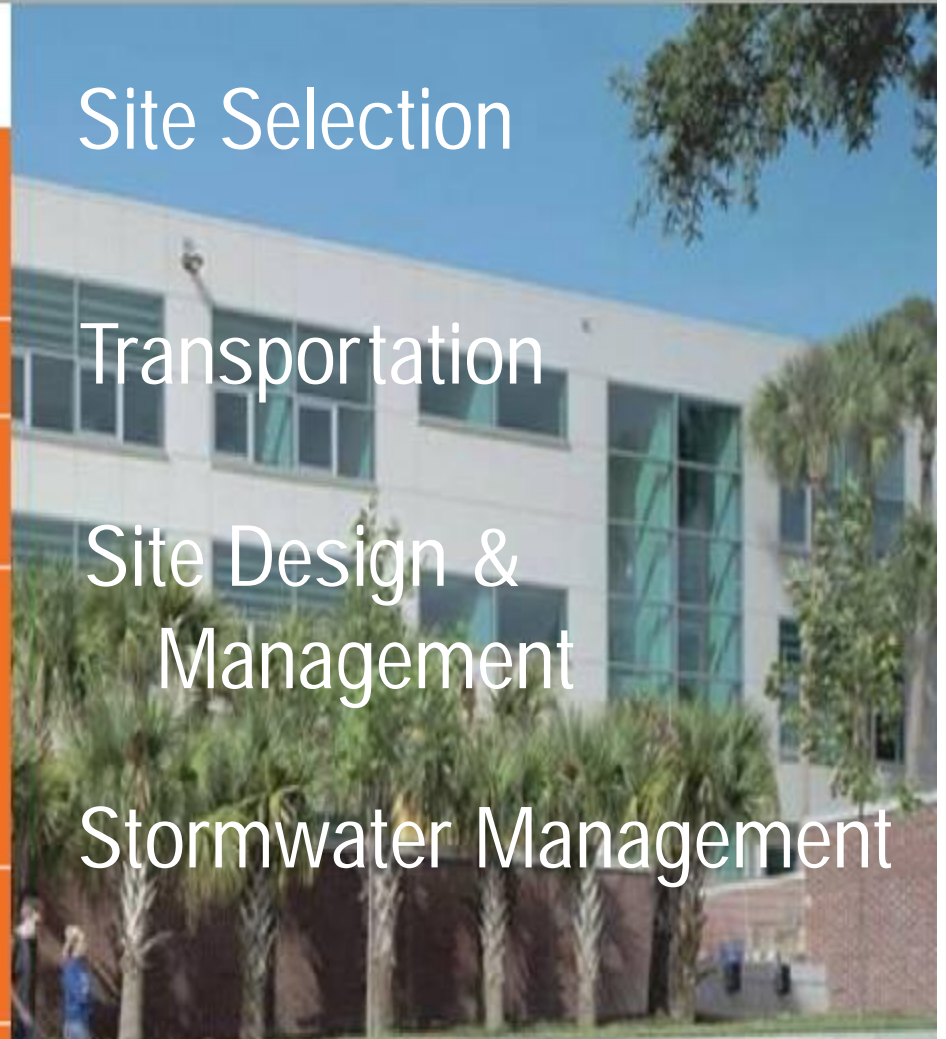 Site Selection
Transportation
Site Design &
Management
Stormwater Management